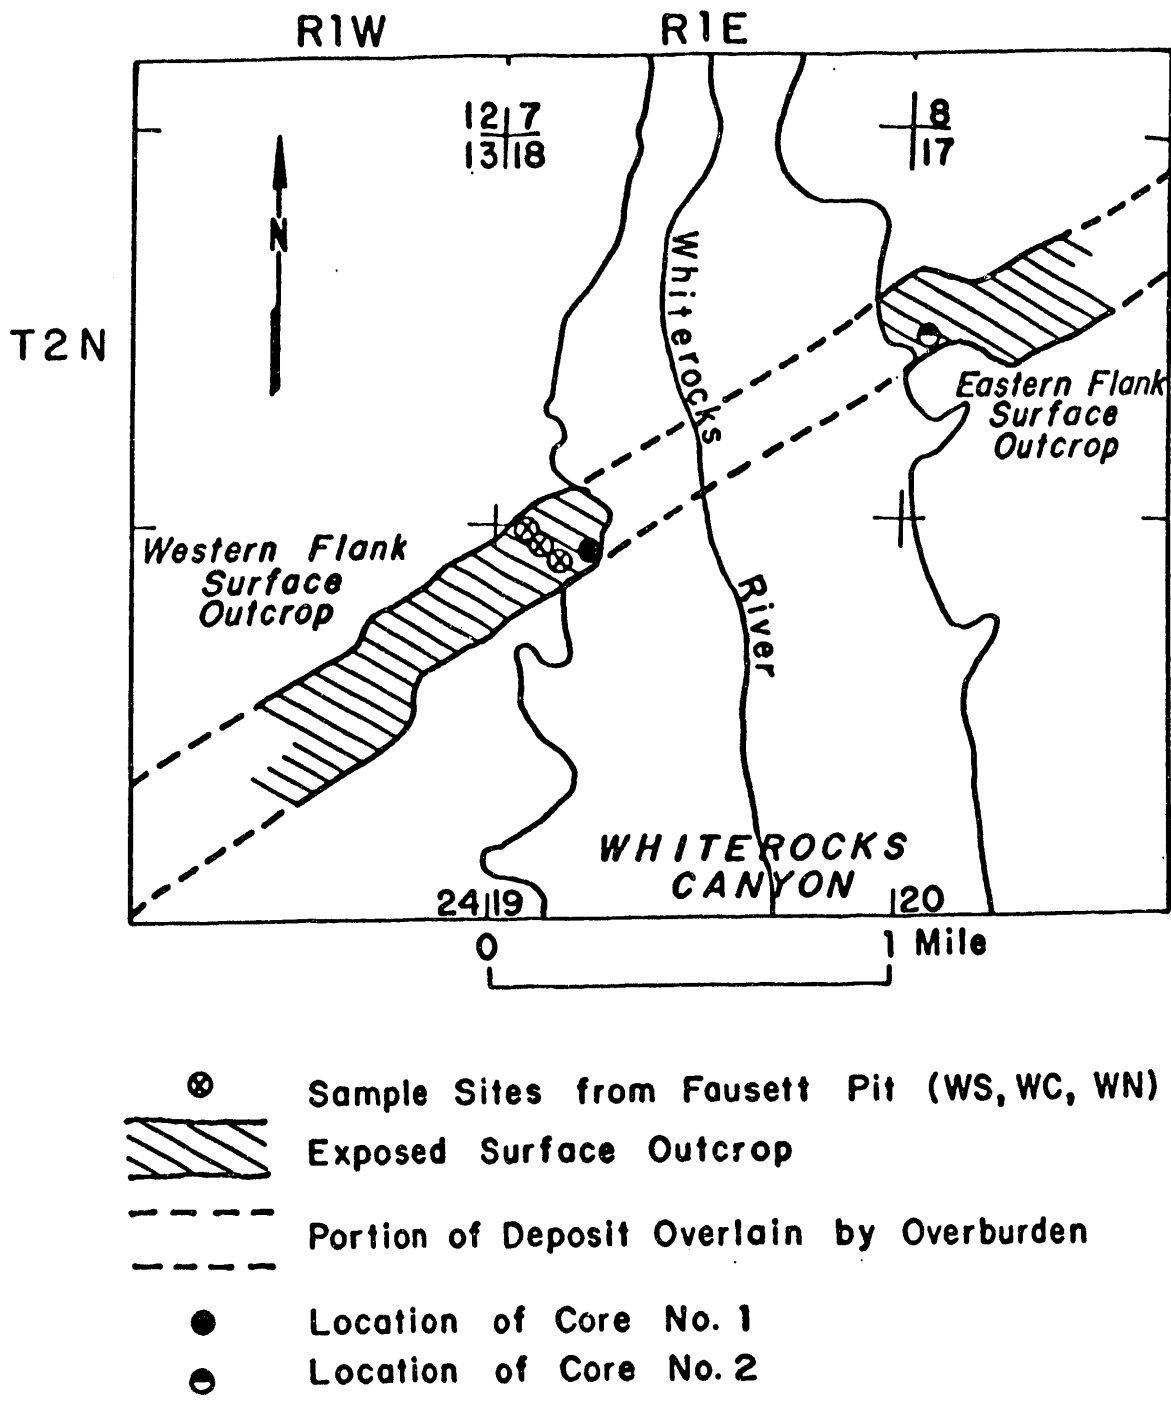 R1W R1E
12 7 8
13 18 17
N
Whiterocks
T2N
Eastern Flank
Surface
Outcrop
Western Flank
Surface
Outcrop
River
WHITEROCKS
CANYON
24 19 20
0 1 Mile
Sample Sites from Fausett Pit (WS, WC, WN)
Exposed Surface Outcrop
Portion of Deposit Overlain by Overburden
Location of Core No. 1
Location of Core No. 2